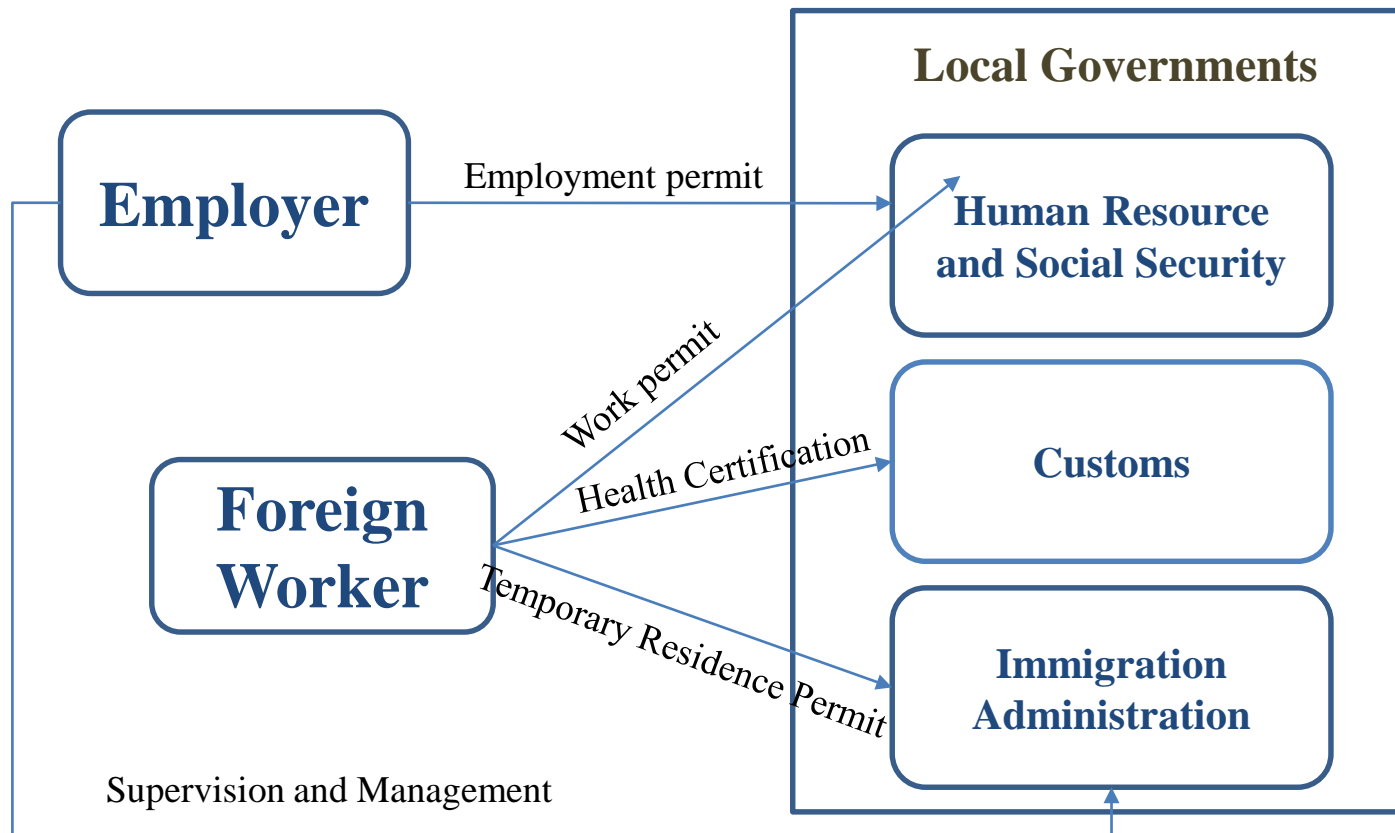 Local Governments
Employer
Employment permit
Human Resource
and Social Security
Work permit
Health Certification
Customs
Foreign
Worker
Temporary Residence Permit
Immigration
Administration
Supervision and Management